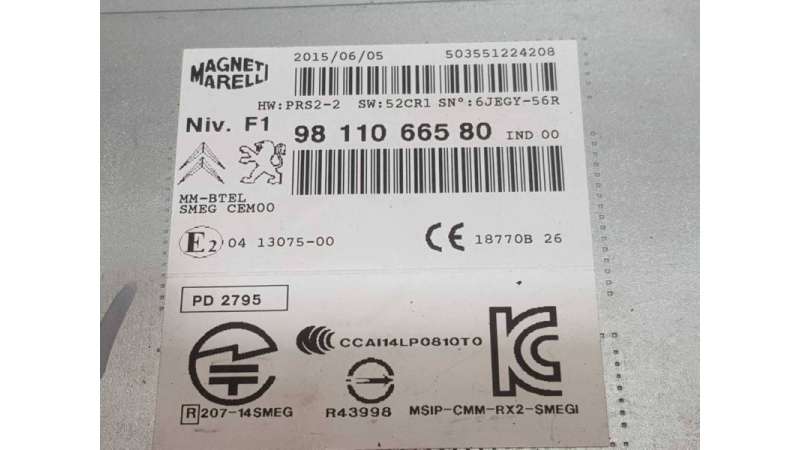 MAGNETI
MARELLI
2015/06/05 503551224208
HW:PRS2-2 SW:52CR1 SN°:6JEGY-56R
Niv. F1 98 110 665 80 IND 00
MM-BTEL
SMEG CEM00
E2 04 13075-00 CE 18770B 26
PD 2795
CCAI14LP0810T0
R 207-14SMEG R43998 MSIP-CMM-RX2-SMEGI